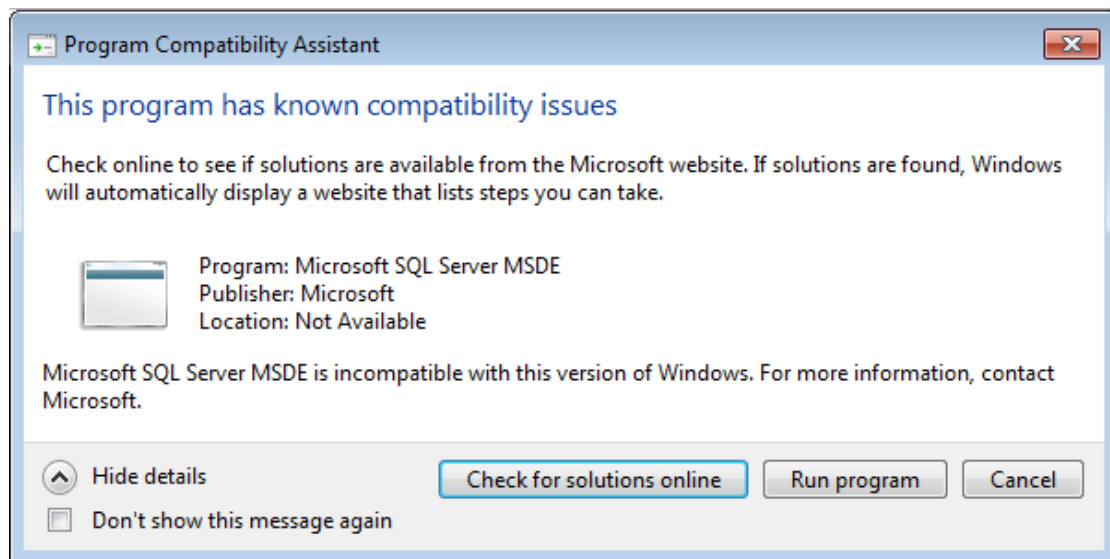 Program Compatibility Assistant
This program has known compatibility issues
Check online to see if solutions are available from the Microsoft website. If solutions are found, Windows
will automatically display a website that lists steps you can take.
Program: Microsoft SQL Server MSDE
Publisher: Microsoft
Location: Not Available
Microsoft SQL Server MSDE is incompatible with this version of Windows. For more information, contact
Microsoft.
Hide details
Check for solutions online
Run program
Cancel
Don't show this message again